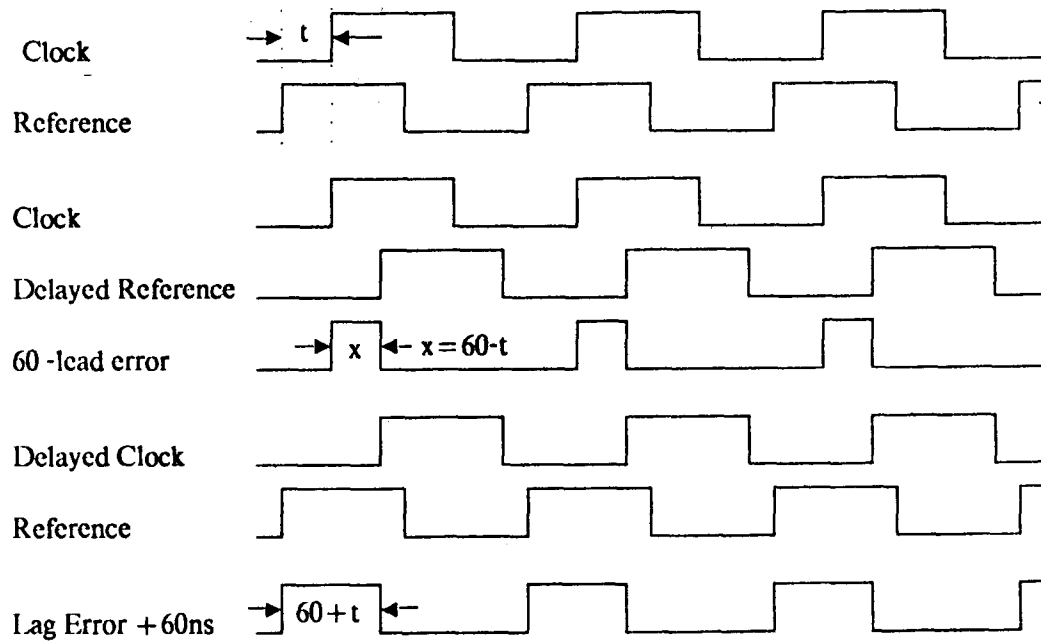 t
Clock
Reference
Clock
Delayed Reference
60 -lead error
x
x=60-t
Delayed Clock
Reference
Lag Error +60ns
60+t